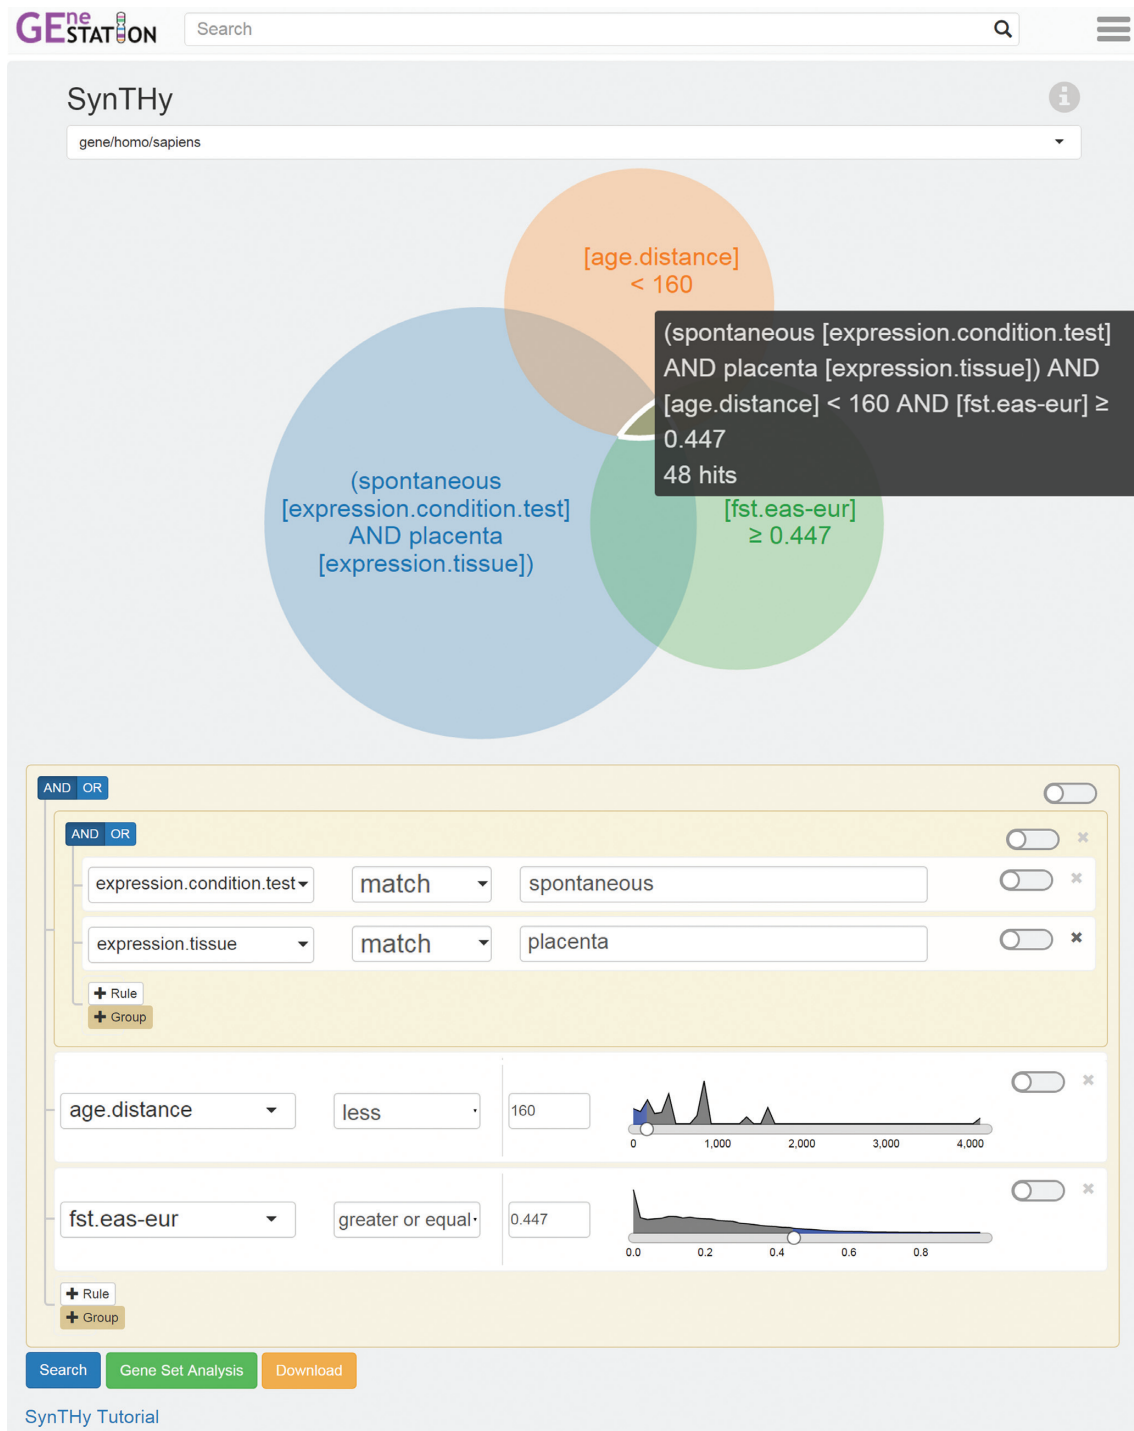 GEneSTATION
Search
SynTHy
gene/homo/sapiens
[age.distance]
< 160
(spontaneous [expression.condition.test]
AND placenta [expression.tissue]) AND
[age.distance] < 160 AND [fst.eas-eur] ≥
0.447
48 hits
(spontaneous
[expression.condition.test]
AND placenta
[expression.tissue])
[fst.eas-eur]
≥ 0.447
AND OR
AND OR
expression.condition.test match spontaneous
expression.tissue match placenta
+ Rule
+ Group
age.distance less 160
0 1,000 2,000 3,000 4,000
fst.eas-eur greater or equal 0.447
0.0 0.2 0.4 0.6 0.8
+ Rule
+ Group
Search Gene Set Analysis Download
SynTHy Tutorial